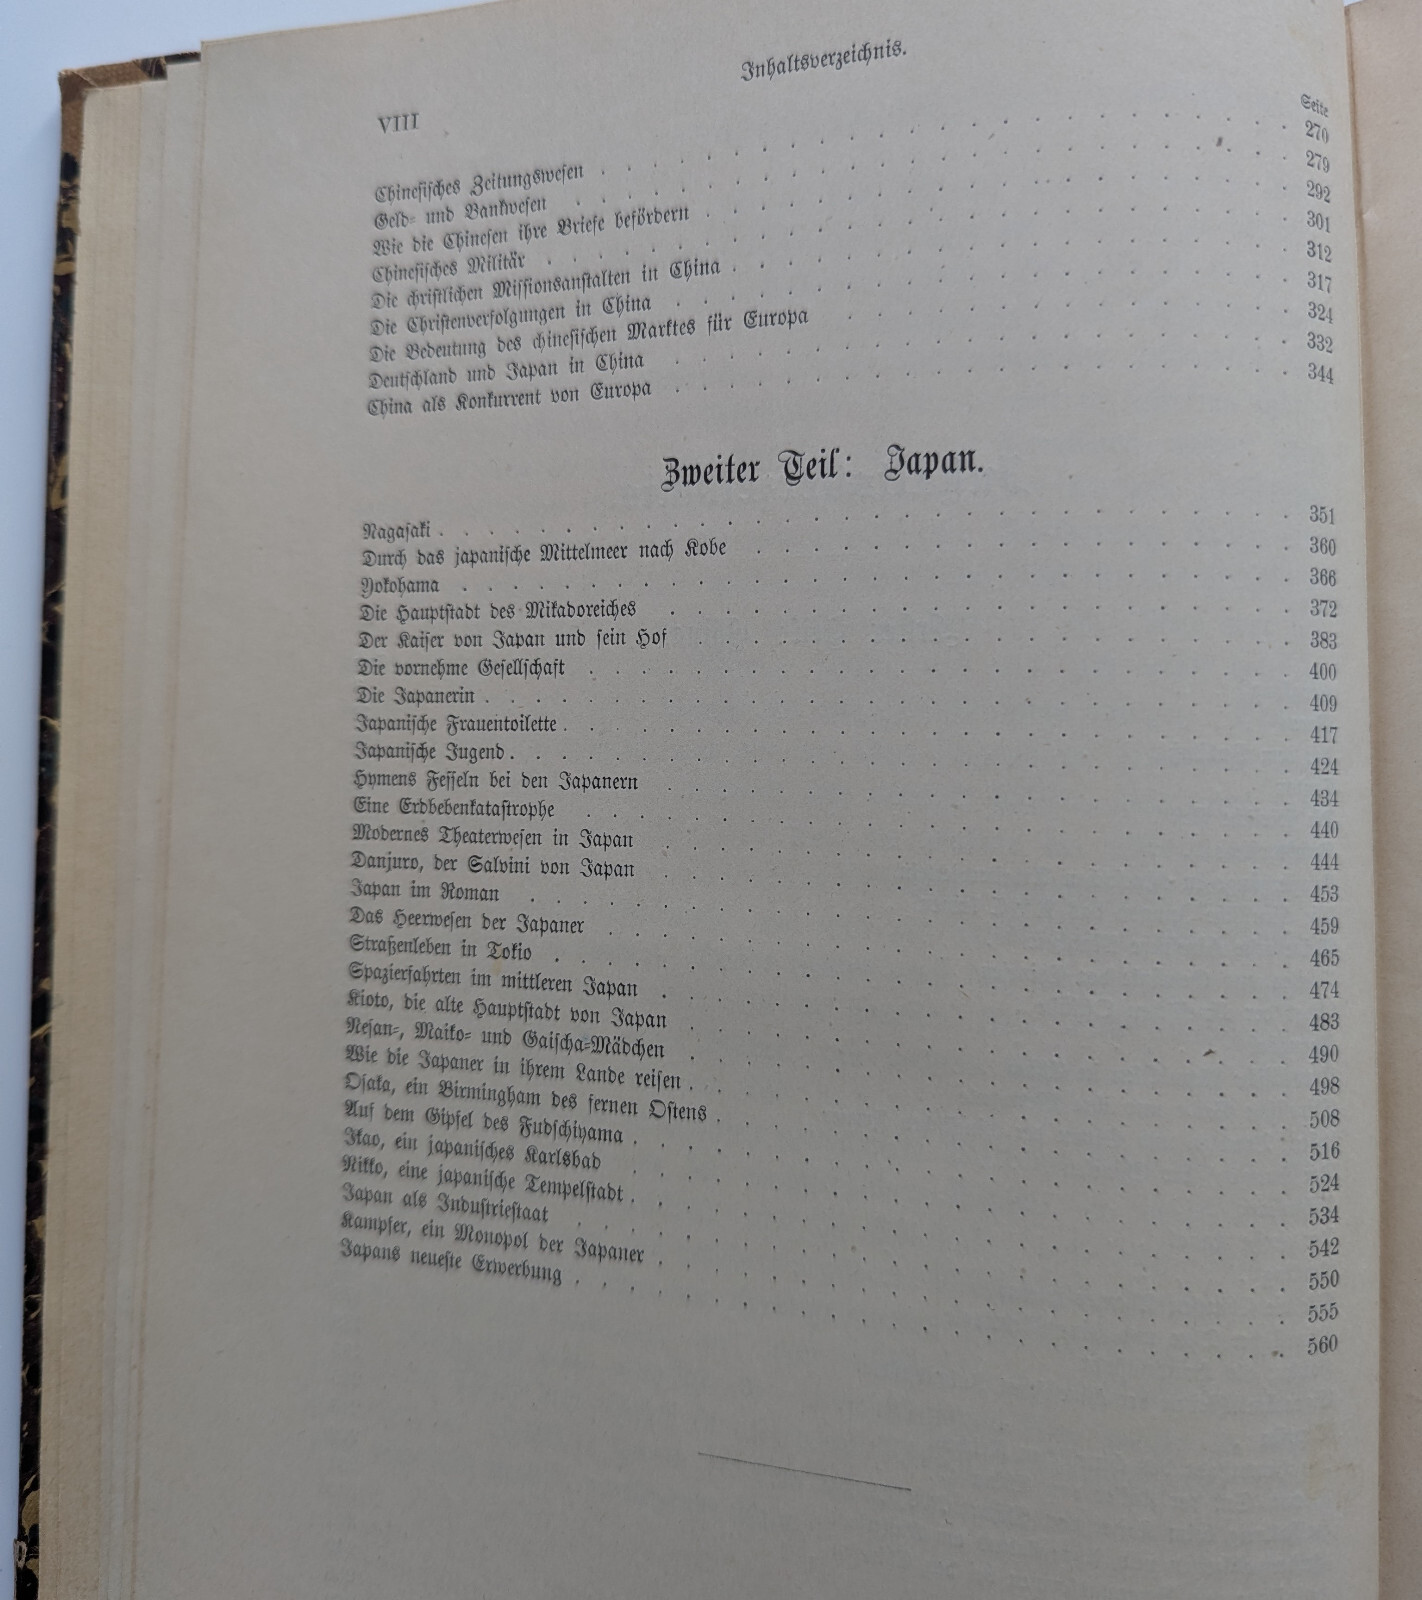 VIII
Inhaltsverzeichnis.
Seite
Chinesisches Zeitungswesen . . . . . . . . . . 270
Geld- und Bankwesen . . . . . . . . . . 279
Wie die Chinesen ihre Briefe befördern . . . . . . . . . . 292
Chinesisches Militär . . . . . . . . . . 301
Die christlichen Missionsanstalten in China . . . . . . . . . . 312
Die Christenverfolgungen in China . . . . . . . . . . 317
Die Bedeutung des chinesischen Marktes für Europa . . . . . . . . . . 324
Deutschland und Japan in China . . . . . . . . . . 332
China als Konkurrent von Europa . . . . . . . . . . 344
Zweiter Teil: Japan.
Nagasaki . . . . . . . . . . 351
Durch das japanische Mittelmeer nach Kobe . . . . . . . . . . 360
Yokohama . . . . . . . . . . 366
Die Hauptstadt des Mikadoreiches . . . . . . . . . . 372
Der Kaiser von Japan und sein Hof . . . . . . . . . . 383
Die vornehme Gesellschaft . . . . . . . . . . 400
Die Japanerin . . . . . . . . . . 409
Japanische Frauentoilette . . . . . . . . . . 417
Japanische Jugend . . . . . . . . . . 424
Hymens Fesseln bei den Japanern . . . . . . . . . . 434
Eine Erdbebenkatastrophe . . . . . . . . . . 440
Modernes Theaterwesen in Japan . . . . . . . . . . 444
Danjuro, der Salvini von Japan . . . . . . . . . . 453
Japan im Roman . . . . . . . . . . 459
Das Heerwesen der Japaner . . . . . . . . . . 465
Straßenleben in Tokio . . . . . . . . . . 474
Spazierfahrten im mittleren Japan . . . . . . . . . . 483
Kioto, die alte Hauptstadt von Japan . . . . . . . . . . 490
Nesan-, Maiko- und Gaischa-Mädchen . . . . . . . . . . 498
Wie die Japaner in ihrem Lande reisen . . . . . . . . . . 508
Osaka, ein Birmingham des fernen Ostens . . . . . . . . . . 516
Auf dem Gipfel des Fudschiyama . . . . . . . . . . 524
Ikao, ein japanisches Karlsbad . . . . . . . . . . 534
Nikko, eine japanische Tempelstadt . . . . . . . . . . 542
Japan als Industriestaat . . . . . . . . . . 550
Kampfer, ein Monopol der Japaner . . . . . . . . . . 555
Japans neueste Erwerbung . . . . . . . . . . 560